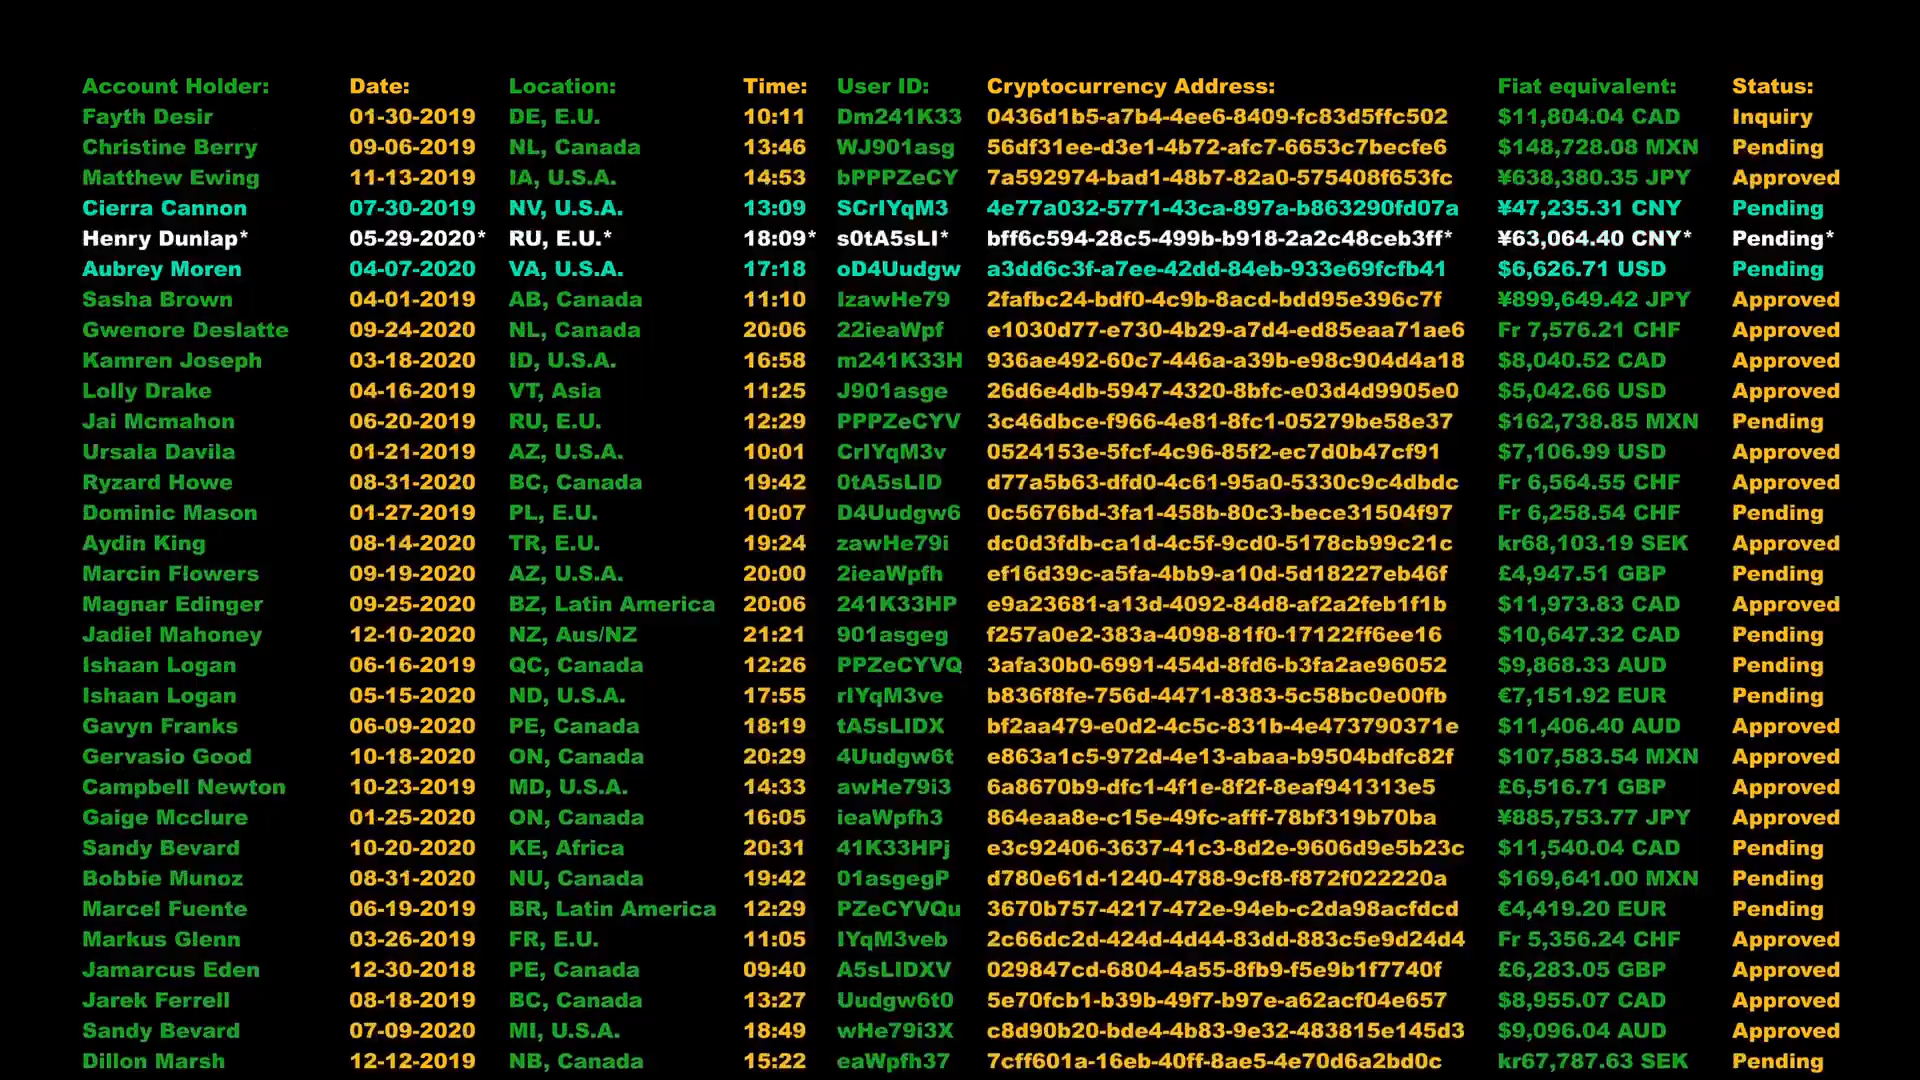 Account Holder: Date: Location: Time: User ID: Cryptocurrency Address: Fiat equivalent: Status:
Fayth Desir 01-30-2019 DE, E.U. 10:11 Dm241K33 0436d1b5-a7b4-4ee6-8409-fc83d5ffc502 $11,804.04 CAD Inquiry
Christine Berry 09-06-2019 NL, Canada 13:46 WJ901asg 56df31ee-d3e1-4b72-afc7-6653c7becfe6 $148,728.08 MXN Pending
Matthew Ewing 11-13-2019 IA, U.S.A. 14:53 bPPPZeCY 7a592974-bad1-48b7-82a0-575408f653fc ¥638,380.35 JPY Approved
Cierra Cannon 07-30-2019 NV, U.S.A. 13:09 SCrIYqM3 4e77a032-5771-43ca-897a-b863290fd07a ¥47,235.31 CNY Pending
Henry Dunlap* 05-29-2020* RU, E.U.* 18:09* s0tA5sLI* bff6c594-28c5-499b-b918-2a2c48ceb3ff* ¥63,064.40 CNY* Pending*
Aubrey Moren 04-07-2020 VA, U.S.A. 17:18 oD4Uudgw a3dd6c3f-a7ee-42dd-84eb-933e69fcfb41 $6,626.71 USD Pending
Sasha Brown 04-01-2019 AB, Canada 11:10 IzawHe79 2fafbc24-bdf0-4c9b-8acd-bdd95e396c7f ¥899,649.42 JPY Approved
Gwenore Deslatte 09-24-2020 NL, Canada 20:06 22ieaWpf e1030d77-e730-4b29-a7d4-ed85eaa71ae6 Fr 7,576.21 CHF Approved
Kamren Joseph 03-18-2020 ID, U.S.A. 16:58 m241K33H 936ae492-60c7-446a-a39b-e98c904d4a18 $8,040.52 CAD Approved
Lolly Drake 04-16-2019 VT, Asia 11:25 J901asge 26d6e4db-5947-4320-8bfc-e03d4d9905e0 $5,042.66 USD Approved
Jai Mcmahon 06-20-2019 RU, E.U. 12:29 PPPZeCYV 3c46dbce-f966-4e81-8fc1-05279be58e37 $162,738.85 MXN Pending
Ursala Davila 01-21-2019 AZ, U.S.A. 10:01 CrIYqM3v 0524153e-5fcf-4c96-85f2-ec7d0b47cf91 $7,106.99 USD Approved
Ryzard Howe 08-31-2020 BC, Canada 19:42 0tA5sLID d77a5b63-dfd0-4c61-95a0-5330c9c4dbdc Fr 6,564.55 CHF Approved
Dominic Mason 01-27-2019 PL, E.U. 10:07 D4Uudgw6 0c5676bd-3fa1-458b-80c3-bece31504f97 Fr 6,258.54 CHF Pending
Aydin King 08-14-2020 TR, E.U. 19:24 zawHe79i dc0d3fdb-ca1d-4c5f-9cd0-5178cb99c21c kr68,103.19 SEK Approved
Marcin Flowers 09-19-2020 AZ, U.S.A. 20:00 2ieaWpfh ef16d39c-a5fa-4bb9-a10d-5d18227eb46f £4,947.51 GBP Pending
Magnar Edinger 09-25-2020 BZ, Latin America 20:06 241K33HP e9a23681-a13d-4092-84d8-af2a2feb1f1b $11,973.83 CAD Approved
Jadiel Mahoney 12-10-2020 NZ, Aus/NZ 21:21 901asgeg f257a0e2-383a-4098-81f0-17122ff6ee16 $10,647.32 CAD Pending
Ishaan Logan 06-16-2019 QC, Canada 12:26 PPZeCYVQ 3afa30b0-6991-454d-8fd6-b3fa2ae96052 $9,868.33 AUD Pending
Ishaan Logan 05-15-2020 ND, U.S.A. 17:55 rIYqM3ve b836f8fe-756d-4471-8383-5c58bc0e00fb €7,151.92 EUR Pending
Gavyn Franks 06-09-2020 PE, Canada 18:19 tA5sLIDX bf2aa479-e0d2-4c5c-831b-4e473790371e $11,406.40 AUD Approved
Gervasio Good 10-18-2020 ON, Canada 20:29 4Uudgw6t e863a1c5-972d-4e13-abaa-b9504bdfc82f $107,583.54 MXN Approved
Campbell Newton 10-23-2019 MD, U.S.A. 14:33 awHe79i3 6a8670b9-dfc1-4f1e-8f2f-8eaf941313e5 £6,516.71 GBP Approved
Gaige Mcclure 01-25-2020 ON, Canada 16:05 ieaWpfh3 864eaa8e-c15e-49fc-afff-78bf319b70ba ¥885,753.77 JPY Approved
Sandy Bevard 10-20-2020 KE, Africa 20:31 41K33HPj e3c92406-3637-41c3-8d2e-9606d9e5b23c $11,540.04 CAD Pending
Bobbie Munoz 08-31-2020 NU, Canada 19:42 01asgegP d780e61d-1240-4788-9cf8-f872f022220a $169,641.00 MXN Pending
Marcel Fuente 06-19-2019 BR, Latin America 12:29 PZeCYVQu 3670b757-4217-472e-94eb-c2da98acfdcd €4,419.20 EUR Pending
Markus Glenn 03-26-2019 FR, E.U. 11:05 IYqM3veb 2c66dc2d-424d-4d44-83dd-883c5e9d24d4 Fr 5,356.24 CHF Approved
Jamarcus Eden 12-30-2018 PE, Canada 09:40 A5sLIDXV 029847cd-6804-4a55-8fb9-f5e9b1f7740f £6,283.05 GBP Approved
Jarek Ferrell 08-18-2019 BC, Canada 13:27 Uudgw6t0 5e70fcb1-b39b-49f7-b97e-a62acf04e657 $8,955.07 CAD Approved
Sandy Bevard 07-09-2020 MI, U.S.A. 18:49 wHe79i3X c8d90b20-bde4-4b83-9e32-483815e145d3 $9,096.04 AUD Approved
Dillon Marsh 12-12-2019 NB, Canada 15:22 eaWpfh37 7cff601a-16eb-40ff-8ae5-4e70d6a2bd0c kr67,787.63 SEK Pending